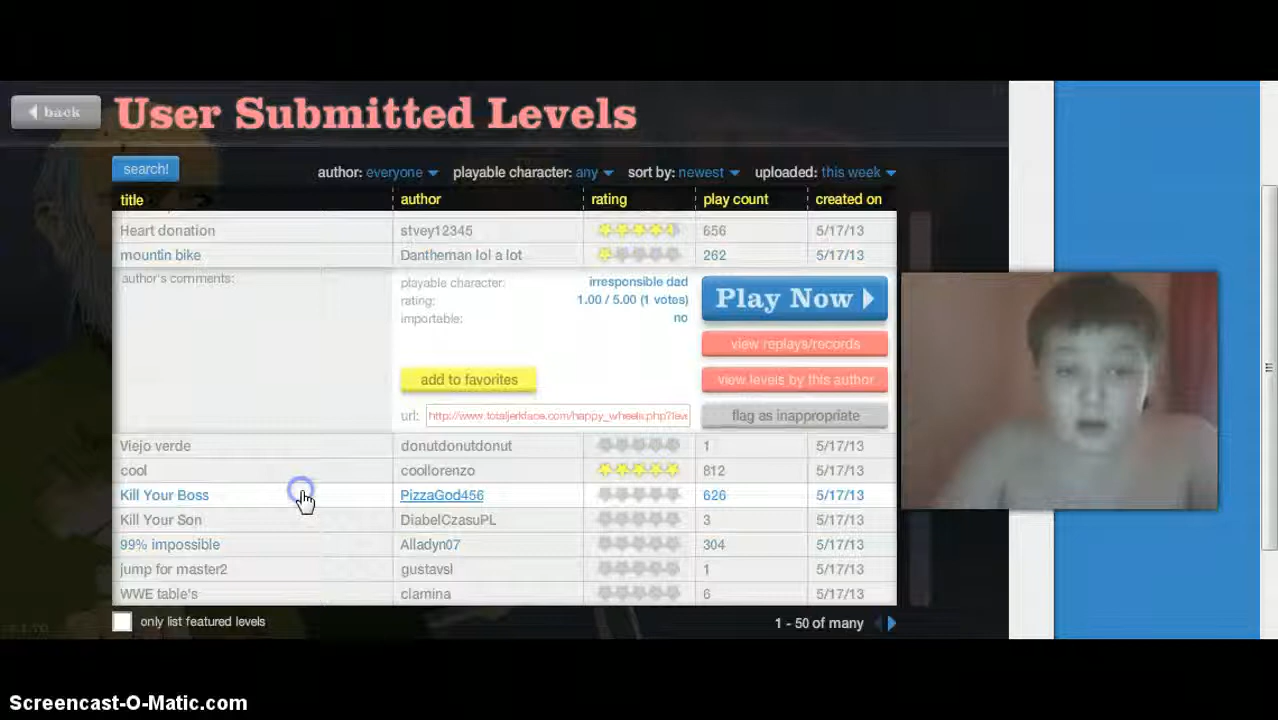 back
User Submitted Levels
search!
author: everyone playable character: any sort by: newest uploaded: this week
title author rating play count created on
Heart donation stvey12345 656 5/17/13
mountin bike Dantheman lol a lot 262 5/17/13
author's comments:
playable character: irresponsible dad
rating: 1.00 / 5.00 (1 votes)
importable: no
Play Now
view replays/records
add to favorites
view levels by this author
url: http://www.totaljerkface.com/happy_wheels.php?leve
flag as inappropriate
Viejo verde donutdonutdonut 1 5/17/13
cool coollorenzo 812 5/17/13
Kill Your Boss PizzaGod456 626 5/17/13
Kill Your Son DiabelCzasuPL 3 5/17/13
99% impossible Alladyn07 304 5/17/13
jump for master2 gustavsl 1 5/17/13
WWE table's clamina 6 5/17/13
only list featured levels
1 - 50 of many
Screencast-O-Matic.com